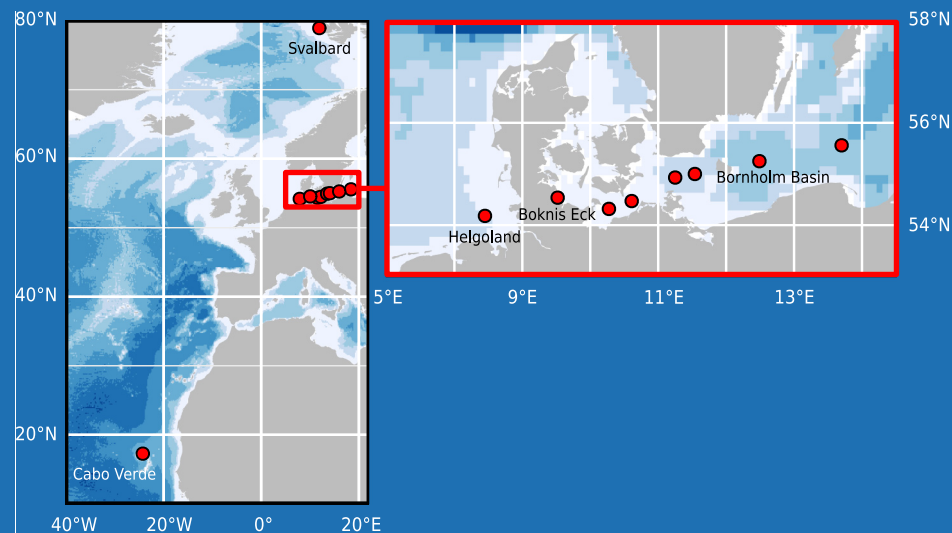 80°N
58°N
Svalbard
56°N
60°N
Bornholm Basin
Boknis Eck
54°N
Helgoland
40°N
5°E
9°E
11°E
13°E
20°N
Cabo Verde
40°W
20°W
0°
20°E